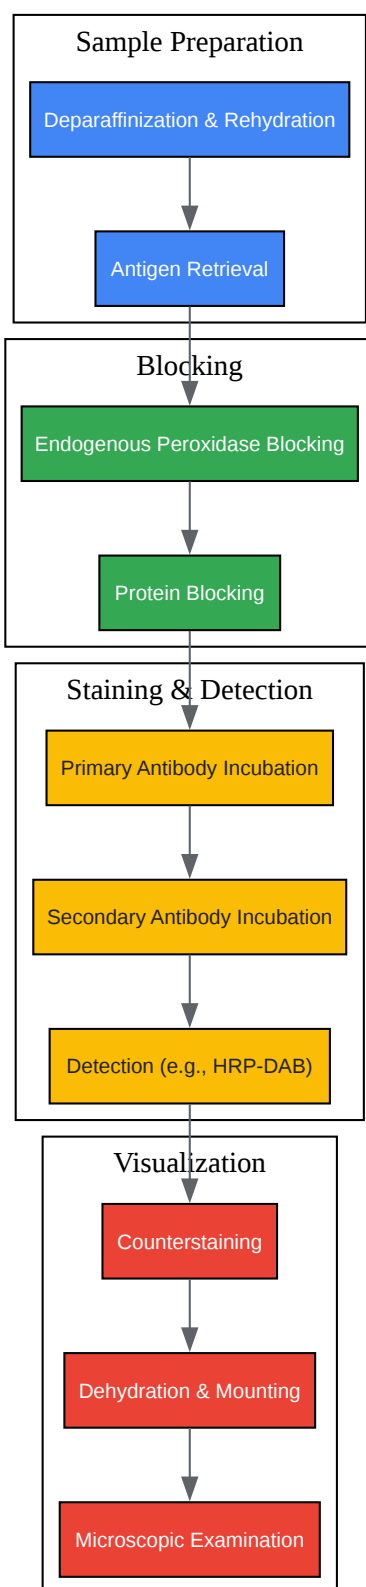 Sample Preparation
Deparaffinization & Rehydration
Antigen Retrieval
Blocking
Endogenous Peroxidase Blocking
Protein Blocking
Staining & Detection
Primary Antibody Incubation
Secondary Antibody Incubation
Detection (e.g., HRP-DAB)
Visualization
Counterstaining
Dehydration & Mounting
Microscopic Examination